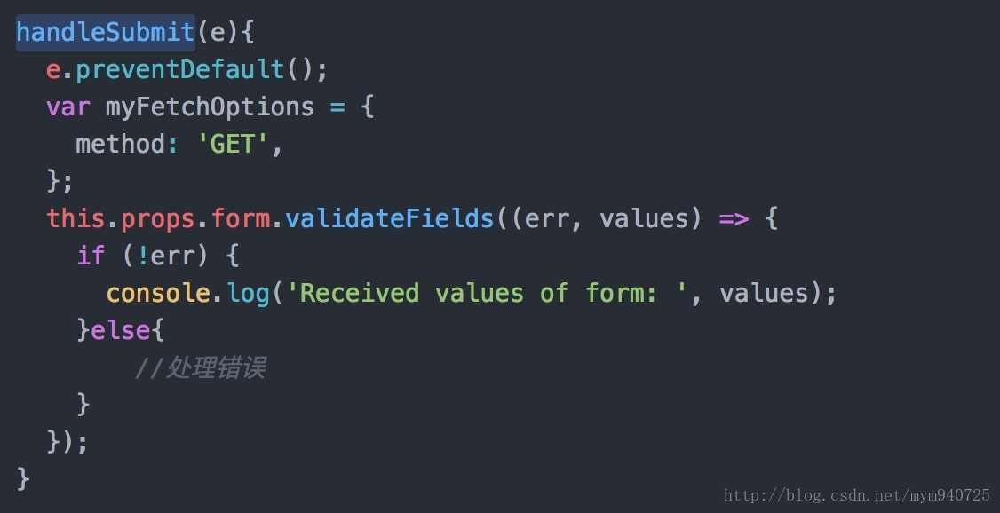 handleSubmit(e){
  e.preventDefault();
  var myFetchOptions = {
    method: 'GET',
  };
  this.props.form.validateFields((err, values) => {
    if (!err) {
      console.log('Received values of form: ', values);
    }else{
        //处理错误
    }
  });
}
http://blog.csdn.net/mym940725